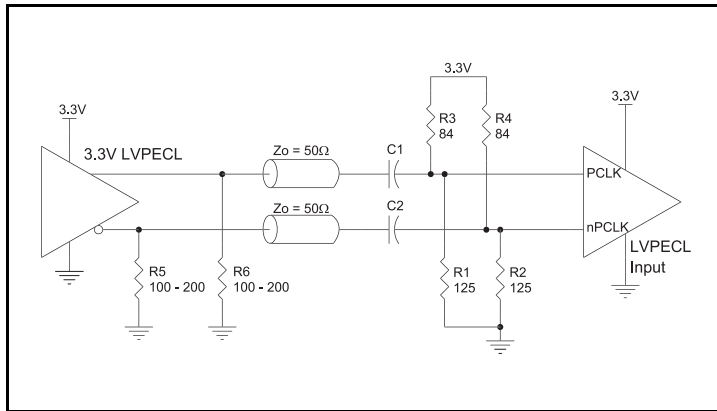 3.3V
3.3V LVPECL
Zo = 50Ω
C1
3.3V
R3
84
R4
84
3.3V
PCLK
Zo = 50Ω
C2
nPCLK
LVPECL
Input
R5
100 - 200
R6
100 - 200
R1
125
R2
125